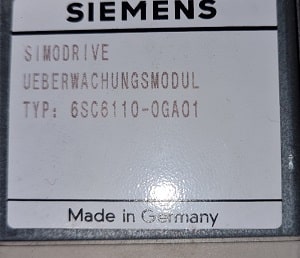 SIEMENS
SIMODRIVE
UEBERWACHUNGSMODUL
TYP: 6SC6110-0GA01
Made in Germany